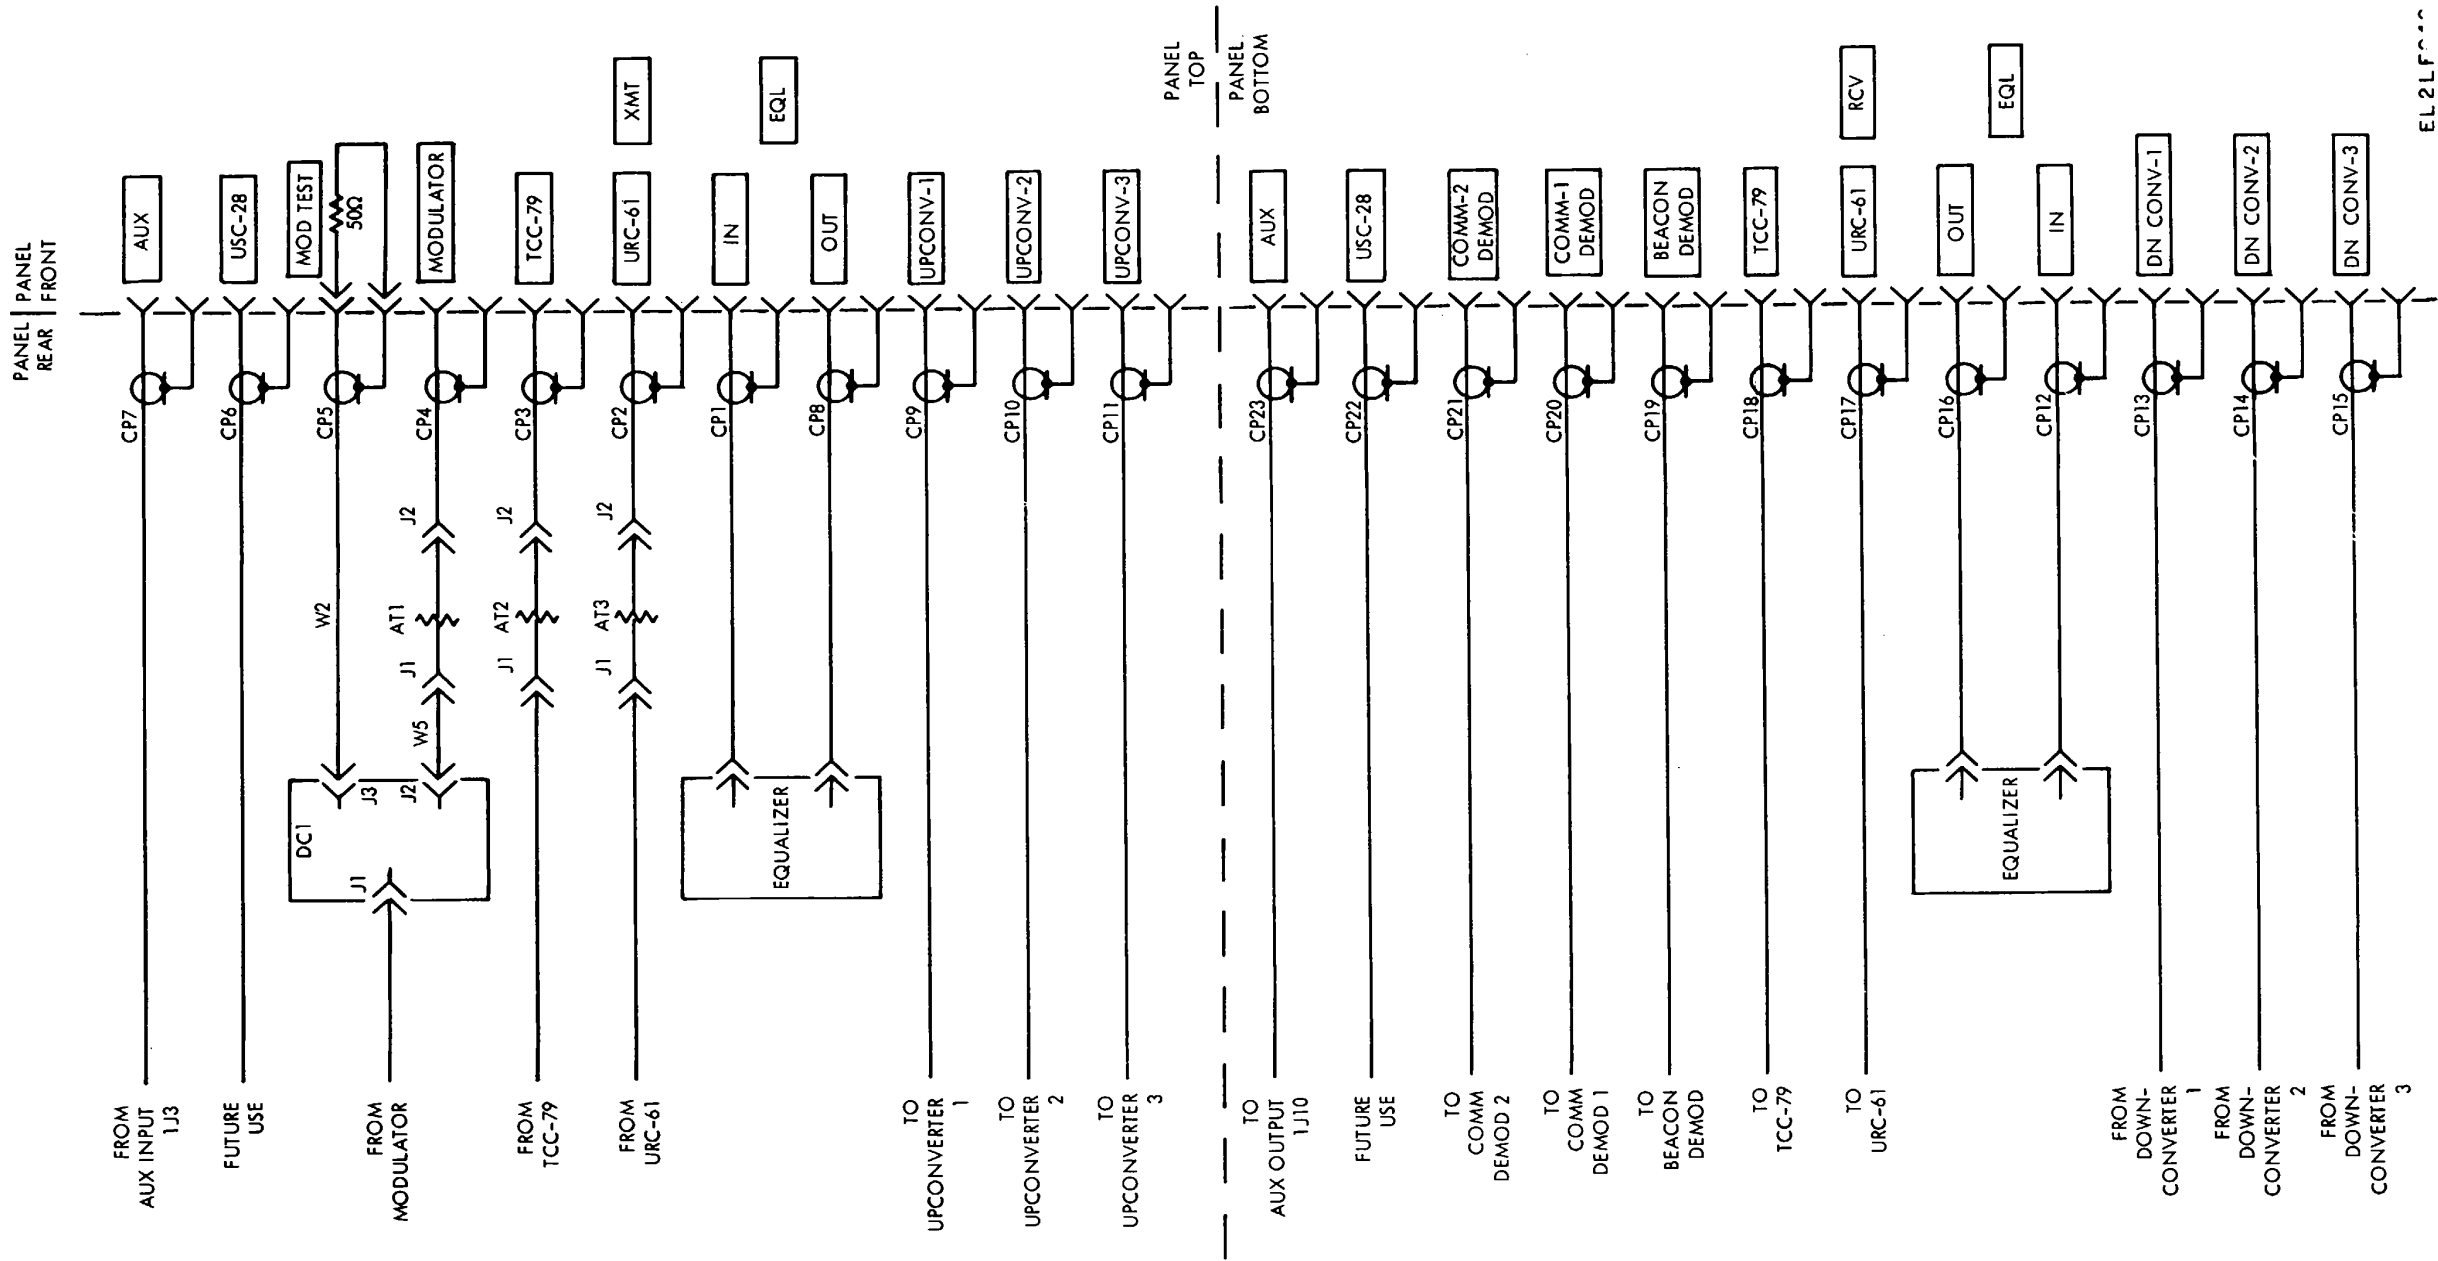 PANEL
REAR
PANEL
FRONT
FROM
AUX INPUT
1J3
CP7
AUX
FUTURE
USE
CP6
USC-28
FROM
MODULATOR
J1
DC1
J3
J2
W2
CP5
MOD TEST
50Ω
W5
J1
AT1
J2
CP4
MODULATOR
FROM
TCC-79
J1
AT2
J2
CP3
TCC-79
FROM
URC-61
J1
AT3
J2
CP2
URC-61
XMT
EQUALIZER
CP1
IN
EQL
CP8
OUT
TO
UPCONVERTER
1
CP9
UPCONV-1
TO
UPCONVERTER
2
CP10
UPCONV-2
TO
UPCONVERTER
3
CP11
UPCONV-3
PANEL
TOP
PANEL
BOTTOM
TO
AUX OUTPUT
1J10
CP23
AUX
FUTURE
USE
CP22
USC-28
TO
COMM
DEMOD 2
CP21
COMM-2
DEMOD
TO
COMM
DEMOD 1
CP20
COMM-1
DEMOD
TO
BEACON
DEMOD
CP19
BEACON
DEMOD
TO
TCC-79
CP18
TCC-79
TO
URC-61
CP17
URC-61
RCV
EQUALIZER
CP16
OUT
EQL
CP12
IN
FROM
DOWN-
CONVERTER
1
CP13
DN CONV-1
FROM
DOWN-
CONVERTER
2
CP14
DN CONV-2
FROM
DOWN-
CONVERTER
3
CP15
DN CONV-3